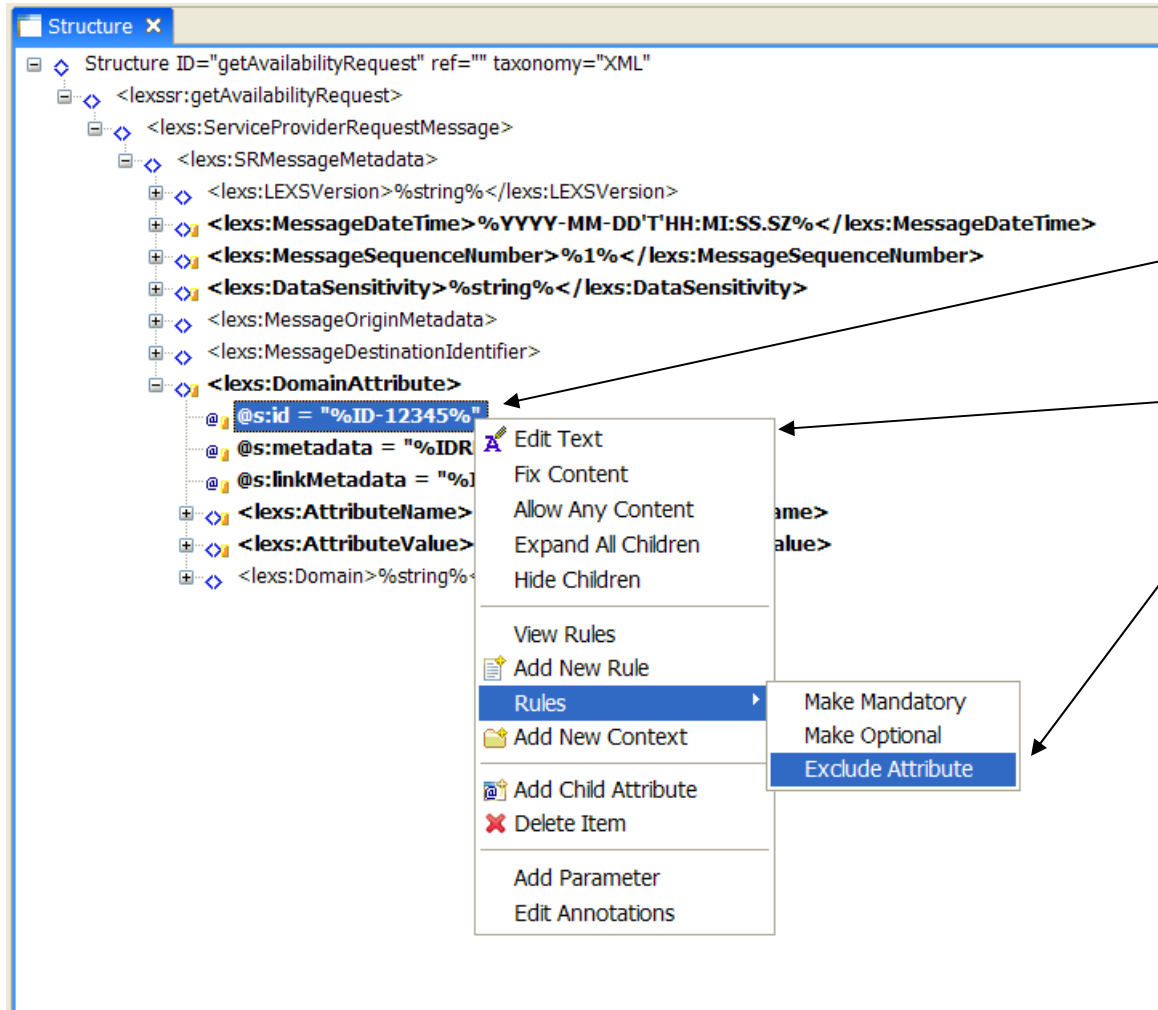 Structure
Structure ID="getAvailabilityRequest" ref="" taxonomy="XML"
<lexssr:getAvailabilityRequest>
<lexs:ServiceProviderRequestMessage>
<lexs:SRMessageMetadata>
<lexs:LEXSVersion>%string%</lexs:LEXSVersion>
<lexs:MessageDateTime>%YYYY-MM-DD'T'HH:MI:SS.SZ%</lexs:MessageDateTime>
<lexs:MessageSequenceNumber>%1%</lexs:MessageSequenceNumber>
<lexs:DataSensitivity>%string%</lexs:DataSensitivity>
<lexs:MessageOriginMetadata>
<lexs:MessageDestinationIdentifier>
<lexs:DomainAttribute>
@s:id = "%ID-12345%"
@s:metadata = "%IDR
@s:linkMetadata = "%I
<lexs:AttributeName> ame>
<lexs:AttributeValue> alue>
<lexs:Domain>%string%<
Edit Text
Fix Content
Allow Any Content
Expand All Children
Hide Children
View Rules
Add New Rule
Rules
Add New Context
Add Child Attribute
Delete Item
Add Parameter
Edit Annotations
Make Mandatory
Make Optional
Exclude Attribute